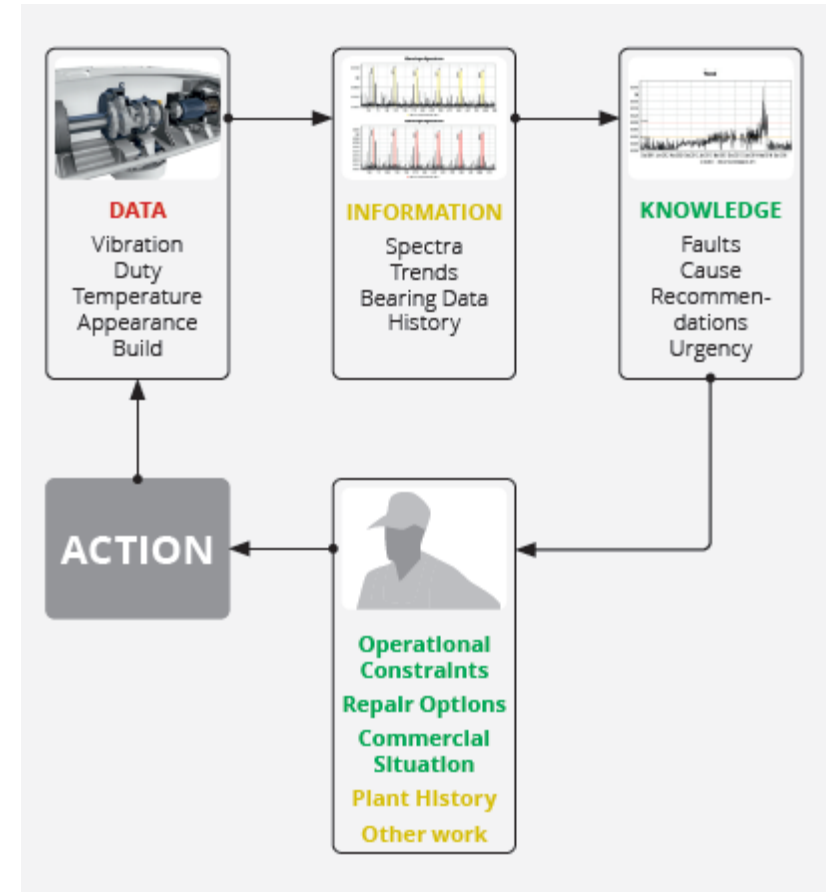 DATA
Vibration
Duty
Temperature
Appearance
Build
INFORMATION
Spectra
Trends
Bearing Data
History
KNOWLEDGE
Faults
Cause
Recommen-
dations
Urgency
ACTION
Operational
Constraints
Repair Options
Commercial
Situation
Plant History
Other work